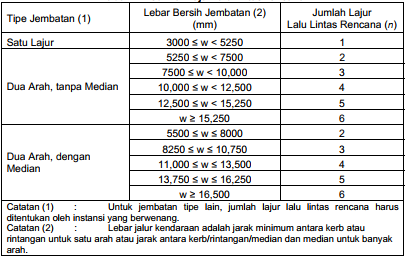 Tipe Jembatan (1) Lebar Bersih Jembatan (2) (mm) Jumlah Lajur Lalu Lintas Rencana (n)
Satu Lajur 3000 ≤ w < 5250 1
Dua Arah, tanpa Median 5250 ≤ w < 7500 2
7500 ≤ w < 10,000 3
10,000 ≤ w < 12,500 4
12,500 ≤ w < 15,250 5
w ≥ 15,250 6
Dua Arah, dengan Median 5500 ≤ w ≤ 8000 2
8250 ≤ w ≤ 10,750 3
11,000 ≤ w ≤ 13,500 4
13,750 ≤ w ≤ 16,250 5
w ≥ 16,500 6
Catatan (1) : Untuk jembatan tipe lain, jumlah lajur lalu lintas rencana harus
ditentukan oleh instansi yang berwenang.
Catatan (2) : Lebar jalur kendaraan adalah jarak minimum antara kerb atau
rintangan untuk satu arah atau jarak antara kerb/rintangan/median dan median untuk banyak
arah.